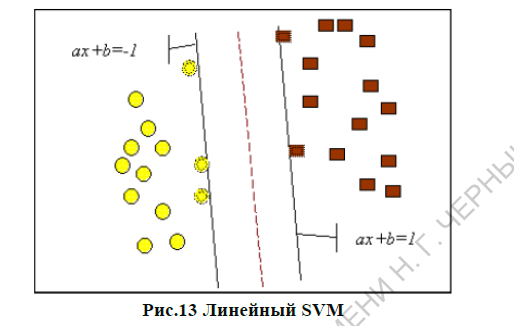 ax+b=-1
ax+b=1
Рис.13 Линейный SVM
Н. Г.